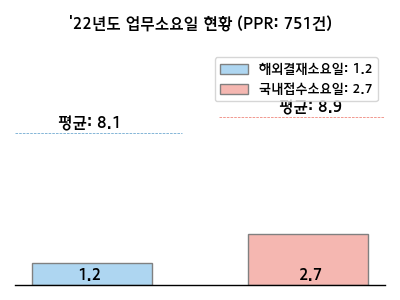 '22년도 업무소요일 현황 (PPR: 751건)
해외결재소요일: 1.2
국내접수소요일: 2.7
평균: 8.9
평균: 8.1
1.2
2.7